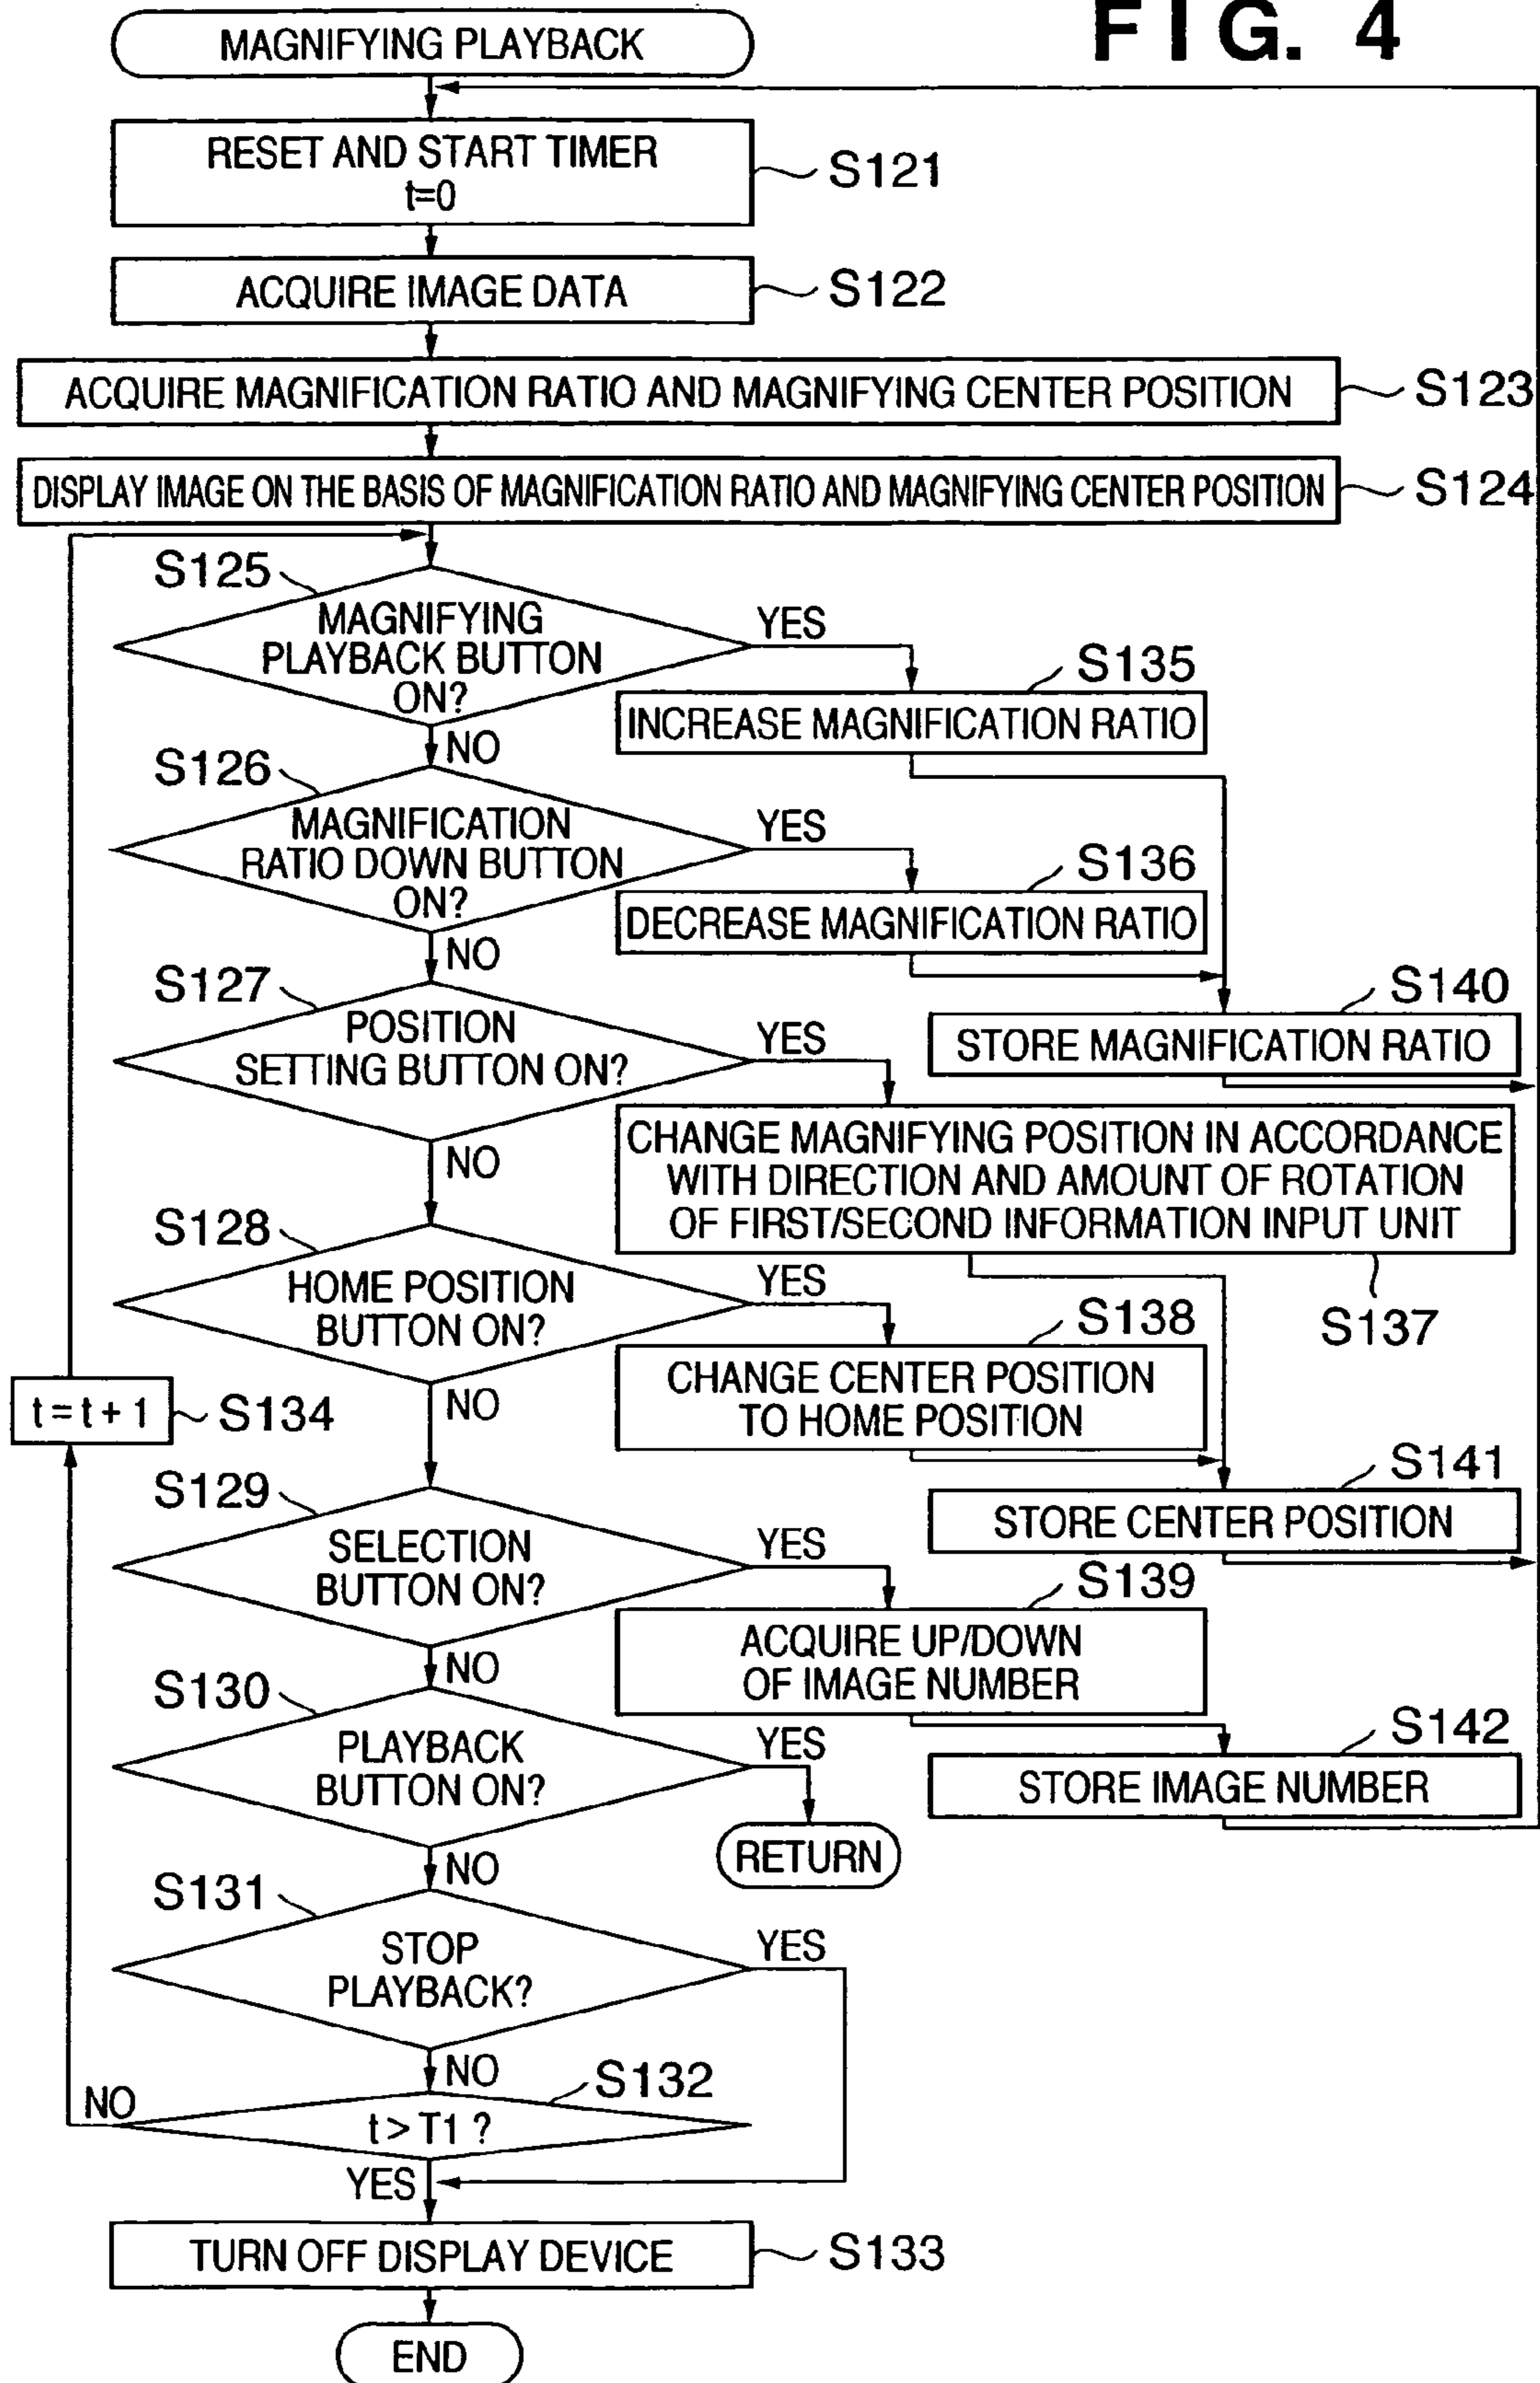 FIG. 4
MAGNIFYING PLAYBACK
RESET AND START TIMER
t=0
S121
ACQUIRE IMAGE DATA
S122
ACQUIRE MAGNIFICATION RATIO AND MAGNIFYING CENTER POSITION
S123
DISPLAY IMAGE ON THE BASIS OF MAGNIFICATION RATIO AND MAGNIFYING CENTER POSITION
S124
S125
MAGNIFYING
PLAYBACK BUTTON
ON?
YES
NO
S135
INCREASE MAGNIFICATION RATIO
S126
MAGNIFICATION
RATIO DOWN BUTTON
ON?
YES
NO
S136
DECREASE MAGNIFICATION RATIO
S140
STORE MAGNIFICATION RATIO
S127
POSITION
SETTING BUTTON ON?
YES
NO
CHANGE MAGNIFYING POSITION IN ACCORDANCE
WITH DIRECTION AND AMOUNT OF ROTATION
OF FIRST/SECOND INFORMATION INPUT UNIT
S137
S128
HOME POSITION
BUTTON ON?
YES
NO
S138
CHANGE CENTER POSITION
TO HOME POSITION
t=t+1
S134
S141
STORE CENTER POSITION
S129
SELECTION
BUTTON ON?
YES
NO
S139
ACQUIRE UP/DOWN
OF IMAGE NUMBER
S142
STORE IMAGE NUMBER
S130
PLAYBACK
BUTTON ON?
YES
NO
RETURN
S131
STOP
PLAYBACK?
YES
NO
S132
t>T1 ?
NO
YES
TURN OFF DISPLAY DEVICE
S133
END